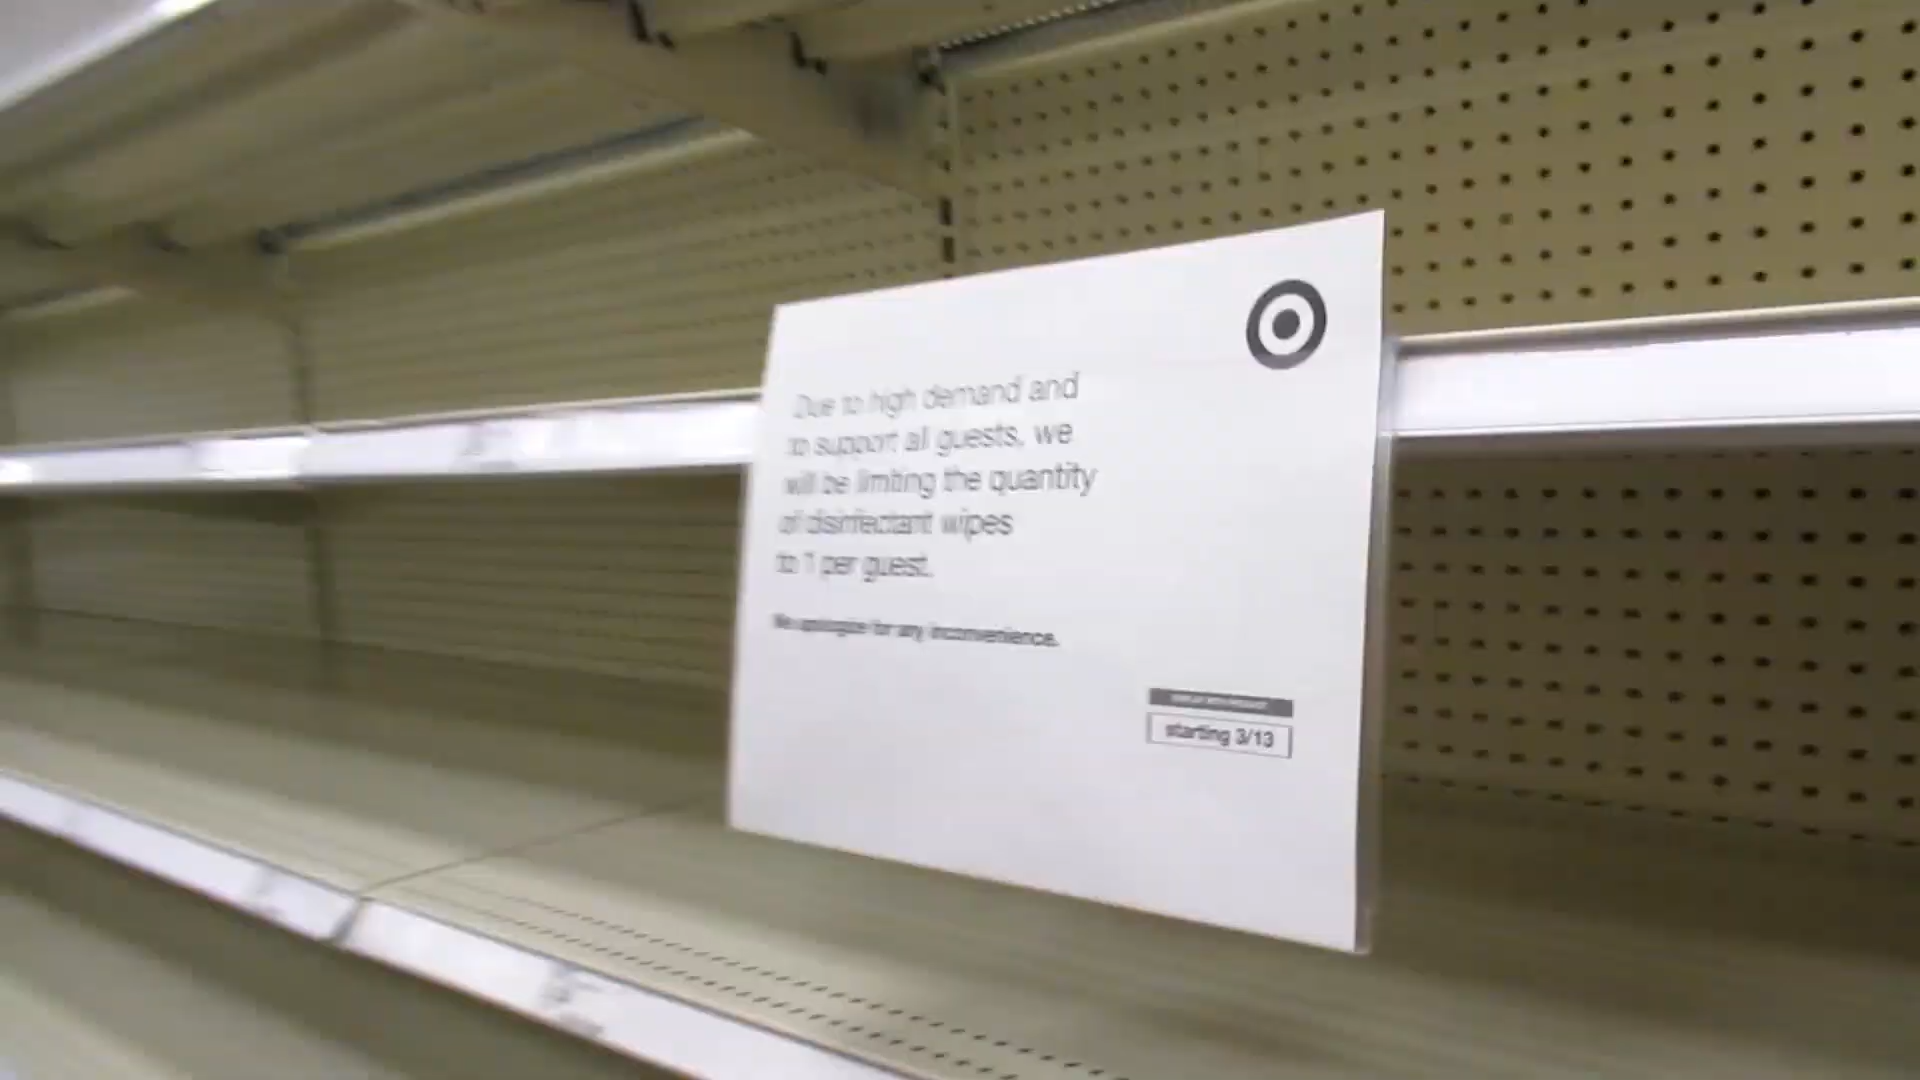 Due to high demand and
to support all guests, we
will be limiting the quantity
of disinfectant wipes
to 1 per guest.
We apologize for any inconvenience.
starting 3/13